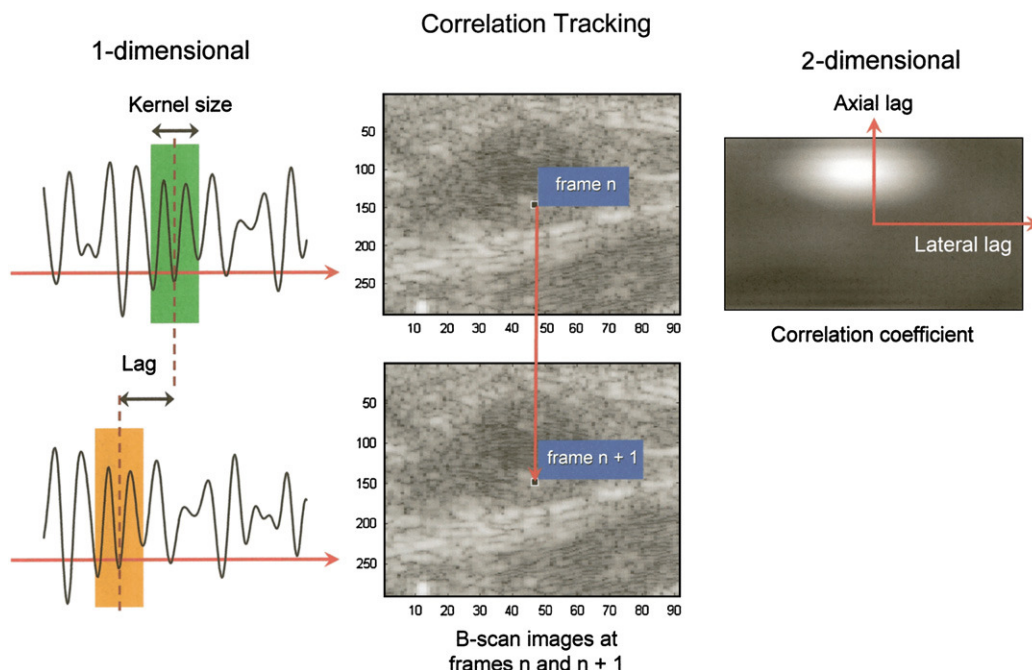 Correlation Tracking
1-dimensional
Kernel size
Lag
50
100
150
200
250
frame n
10 20 30 40 50 60 70 80 90
50
100
150
200
250
frame n + 1
10 20 30 40 50 60 70 80 90
B-scan images at
frames n and n + 1
2-dimensional
Axial lag
Lateral lag
Correlation coefficient